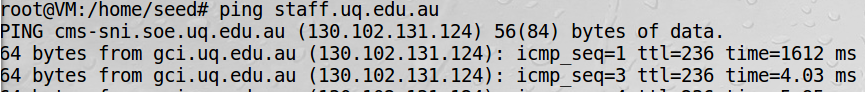 root@VM:/home/seed# ping staff.uq.edu.au
PING cms-sni.soe.uq.edu.au (130.102.131.124) 56(84) bytes of data.
64 bytes from gci.uq.edu.au (130.102.131.124): icmp_seq=1 ttl=236 time=1612 ms
64 bytes from gci.uq.edu.au (130.102.131.124): icmp_seq=3 ttl=236 time=4.03 ms